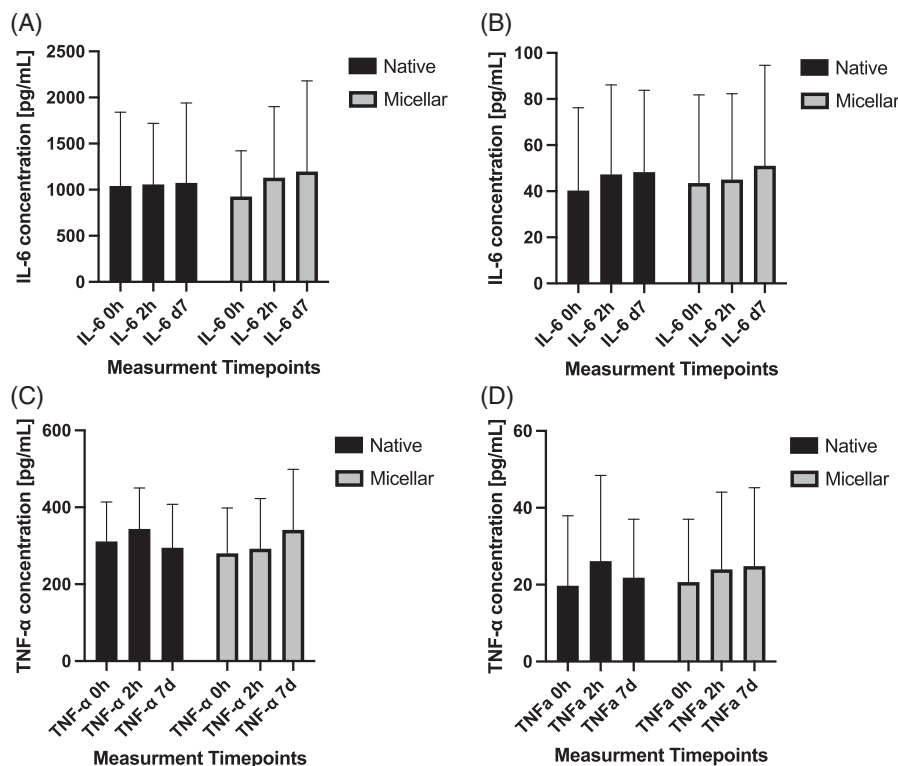 (A)
IL-6 concentration [pg/mL]
2500
2000
1500
1000
500
0
IL-6 0h
IL-6 2h
IL-6 d7
IL-6 0h
IL-6 2h
IL-6 d7
Measurment Timepoints
Native
Micellar
(B)
IL-6 concentration [pg/mL]
100
80
60
40
20
0
IL-6 0h
IL-6 2h
IL-6 d7
IL-6 0h
IL-6 2h
IL-6 d7
Measurment Timepoints
Native
Micellar
(C)
TNF-α concentration [pg/mL]
600
400
200
0
TNF-α 0h
TNF-α 2h
TNF-α 7d
TNF-α 0h
TNF-α 2h
TNF-α 7d
Measurment Timepoints
Native
Micellar
(D)
TNF-α concentration [pg/mL]
60
40
20
0
TNFa 0h
TNFa 2h
TNFa 7d
TNFa 0h
TNFa 2h
TNFa 7d
Measurment Timepoints
Native
Micellar